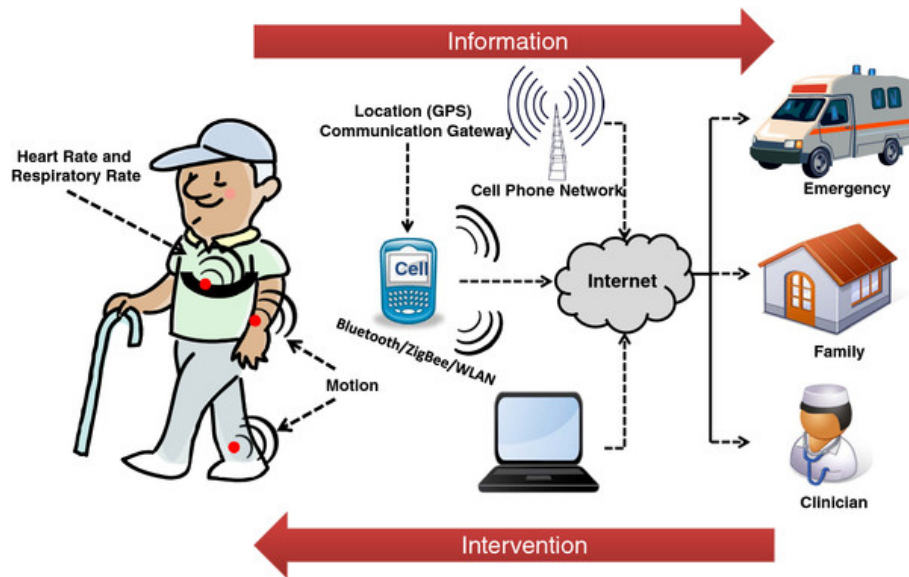 Information
Location (GPS)
Communication Gateway
Heart Rate and
Respiratory Rate
Cell Phone Network
Emergency
Cell
Internet
Bluetooth/ZigBee/WLAN
Family
Motion
Clinician
Intervention